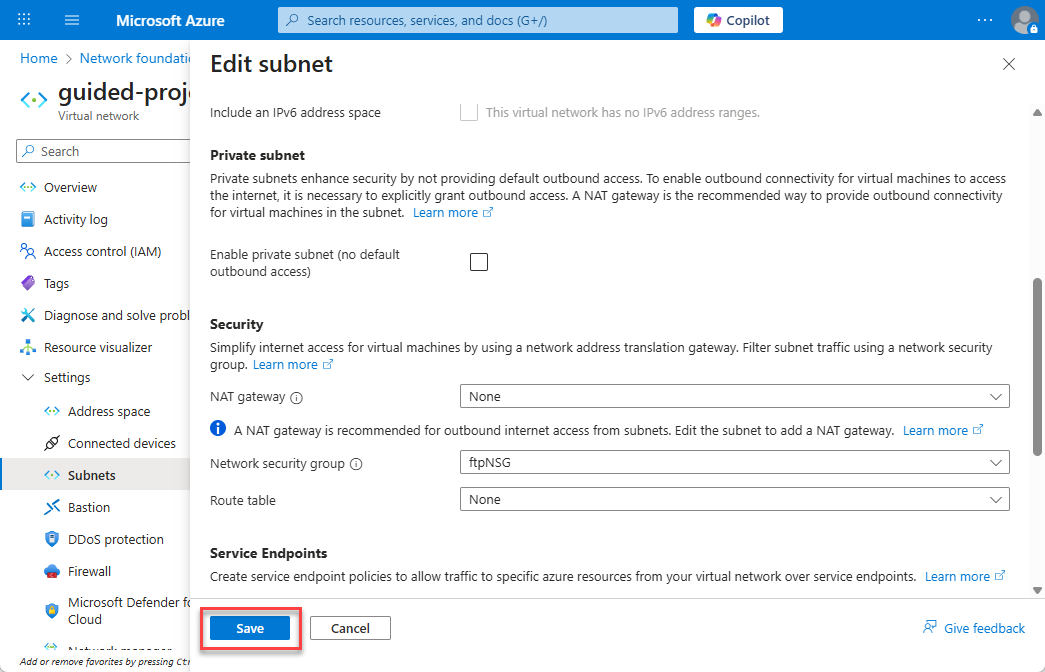 Microsoft Azure
Search resources, services, and docs (G+/)
Copilot
Home > Network foundati
guided-proj
Virtual network
Search
Overview
Activity log
Access control (IAM)
Tags
Diagnose and solve probl
Resource visualizer
Settings
Address space
Connected devices
Subnets
Bastion
DDoS protection
Firewall
Microsoft Defender fo
Cloud
Network manager
Add or remove favorites by pressing Ctr
Edit subnet
Include an IPv6 address space
This virtual network has no IPv6 address ranges.
Private subnet
Private subnets enhance security by not providing default outbound access. To enable outbound connectivity for virtual machines to access
the internet, it is necessary to explicitly grant outbound access. A NAT gateway is the recommended way to provide outbound connectivity
for virtual machines in the subnet. Learn more
Enable private subnet (no default
outbound access)
Security
Simplify internet access for virtual machines by using a network address translation gateway. Filter subnet traffic using a network security
group. Learn more
NAT gateway
None
A NAT gateway is recommended for outbound internet access from subnets. Edit the subnet to add a NAT gateway. Learn more
Network security group
ftpNSG
Route table
None
Service Endpoints
Create service endpoint policies to allow traffic to specific azure resources from your virtual network over service endpoints. Learn more
Save
Cancel
Give feedback